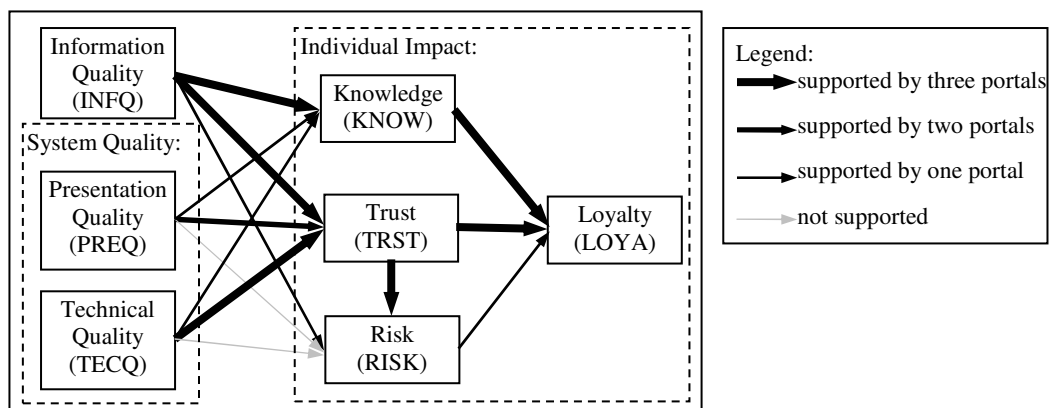 Information
Quality
(INFQ)
System Quality:
Presentation
Quality
(PREQ)
Technical
Quality
(TECQ)
Individual Impact:
Knowledge
(KNOW)
Trust
(TRST)
Risk
(RISK)
Loyalty
(LOYA)
Legend:
supported by three portals
supported by two portals
supported by one portal
not supported